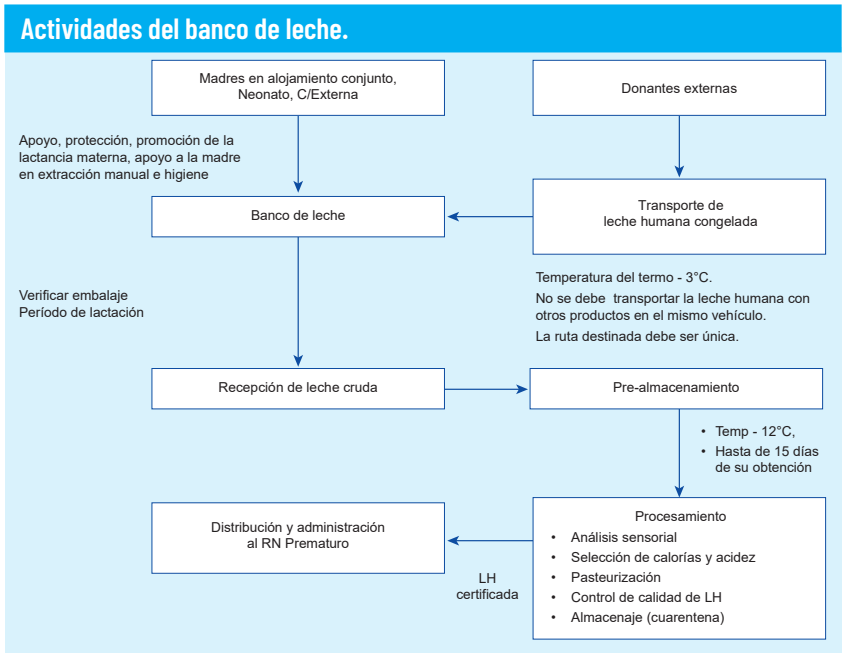 Actividades del banco de leche.
Madres en alojamiento conjunto,
Neonato, C/Externa
Donantes externas
Apoyo, protección, promoción de la
lactancia materna, apoyo a la madre
en extracción manual e higiene
Banco de leche
Transporte de
leche humana congelada
Temperatura del termo - 3°C.
No se debe transportar la leche humana con
otros productos en el mismo vehículo.
La ruta destinada debe ser única.
Verificar embalaje
Período de lactación
Recepción de leche cruda
Pre-almacenamiento
• Temp - 12°C,
• Hasta de 15 días
de su obtención
Procesamiento
• Análisis sensorial
• Selección de calorías y acidez
• Pasteurización
• Control de calidad de LH
• Almacenaje (cuarentena)
LH
certificada
Distribución y administración
al RN Prematuro